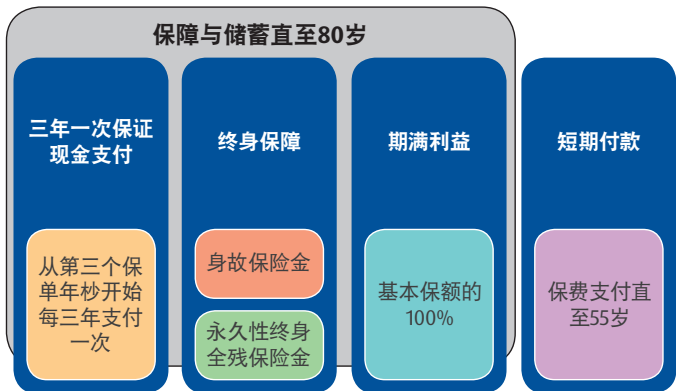 保障与储蓄直至80岁
三年一次保证
现金支付
从第三个保
单年杪开始
每三年支付
一次
终身保障
身故保险金
永久性终身
全残保险金
期满利益
基本保额的
100%
短期付款
保费支付直
至55岁